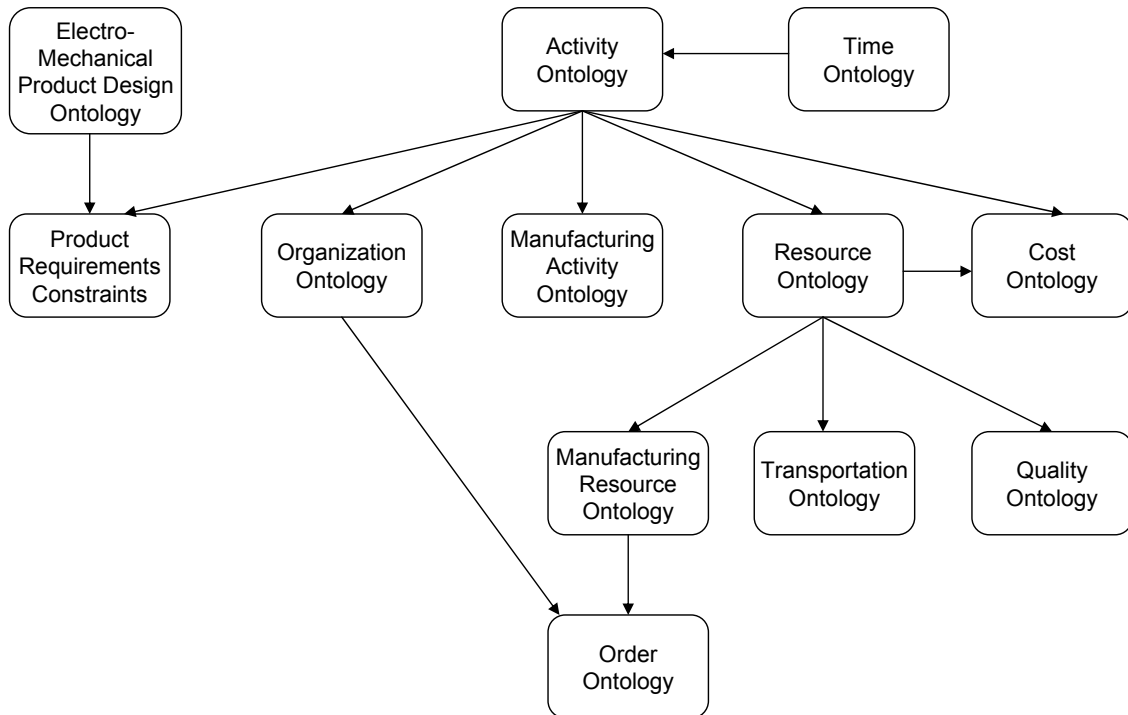 Electro-
Mechanical
Product Design
Ontology
Activity
Ontology
Time
Ontology
Product
Requirements
Constraints
Organization
Ontology
Manufacturing
Activity
Ontology
Resource
Ontology
Cost
Ontology
Manufacturing
Resource
Ontology
Transportation
Ontology
Quality
Ontology
Order
Ontology